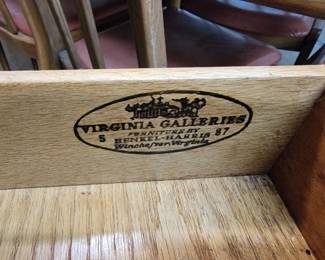 VIRGINIA GALLERIES
FURNITURE BY
5 HENKEL-HARRIS 87
Winchester, Virginia